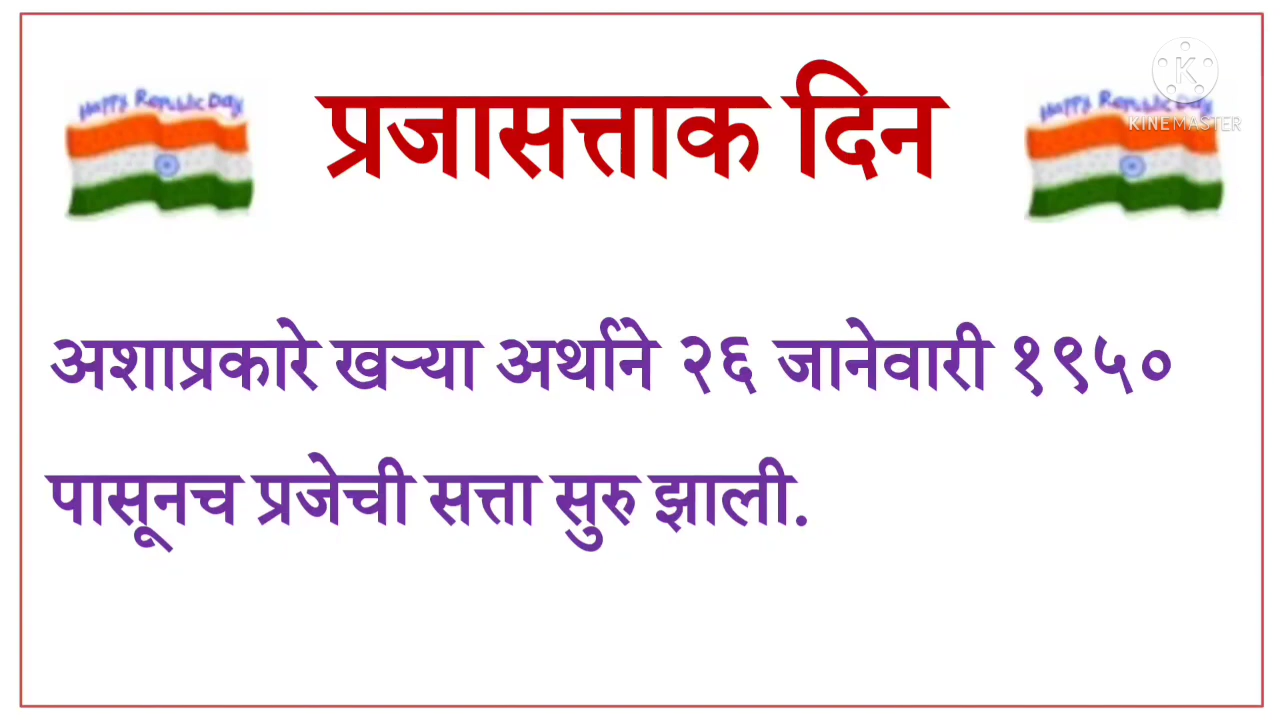 Happy Republic Day
प्रजासत्ताक दिन
Happy Republic Day
KINEMASTER
अशाप्रकारे खऱ्या अर्थाने २६ जानेवारी १९५०
पासूनच प्रजेची सत्ता सुरु झाली.